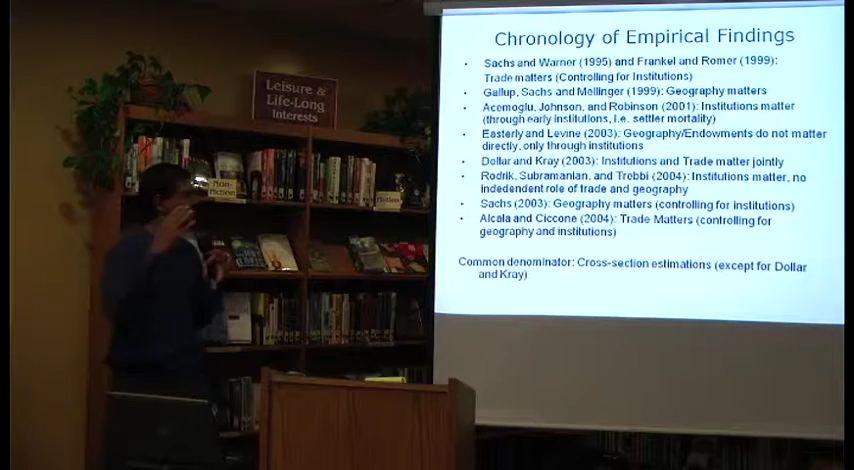 Chronology of Empirical Findings
• Sachs and Warner (1995) and Frankel and Romer (1999):
Trade matters (Controlling for Institutions)
• Gallup, Sachs and Mellinger (1999): Geography matters
• Acemoglu, Johnson, and Robinson (2001): Institutions matter
(through early institutions, i.e. settler mortality)
• Easterly and Levine (2003): Geography/Endowments do not matter
directly, only through institutions
• Dollar and Kray (2003): Institutions and Trade matter jointly
• Rodrik, Subramanian, and Trebbi (2004): Institutions matter, no
indendent role of trade and geography
• Sachs (2003): Geography matters (controlling for institutions)
• Alcala and Ciccone (2004): Trade Matters (controlling for
geography and institutions)
Common denominator: Cross-section estimations (except for Dollar
and Kray)
Leisure &
Life-Long
Interests
Non-
Fiction
Fiction